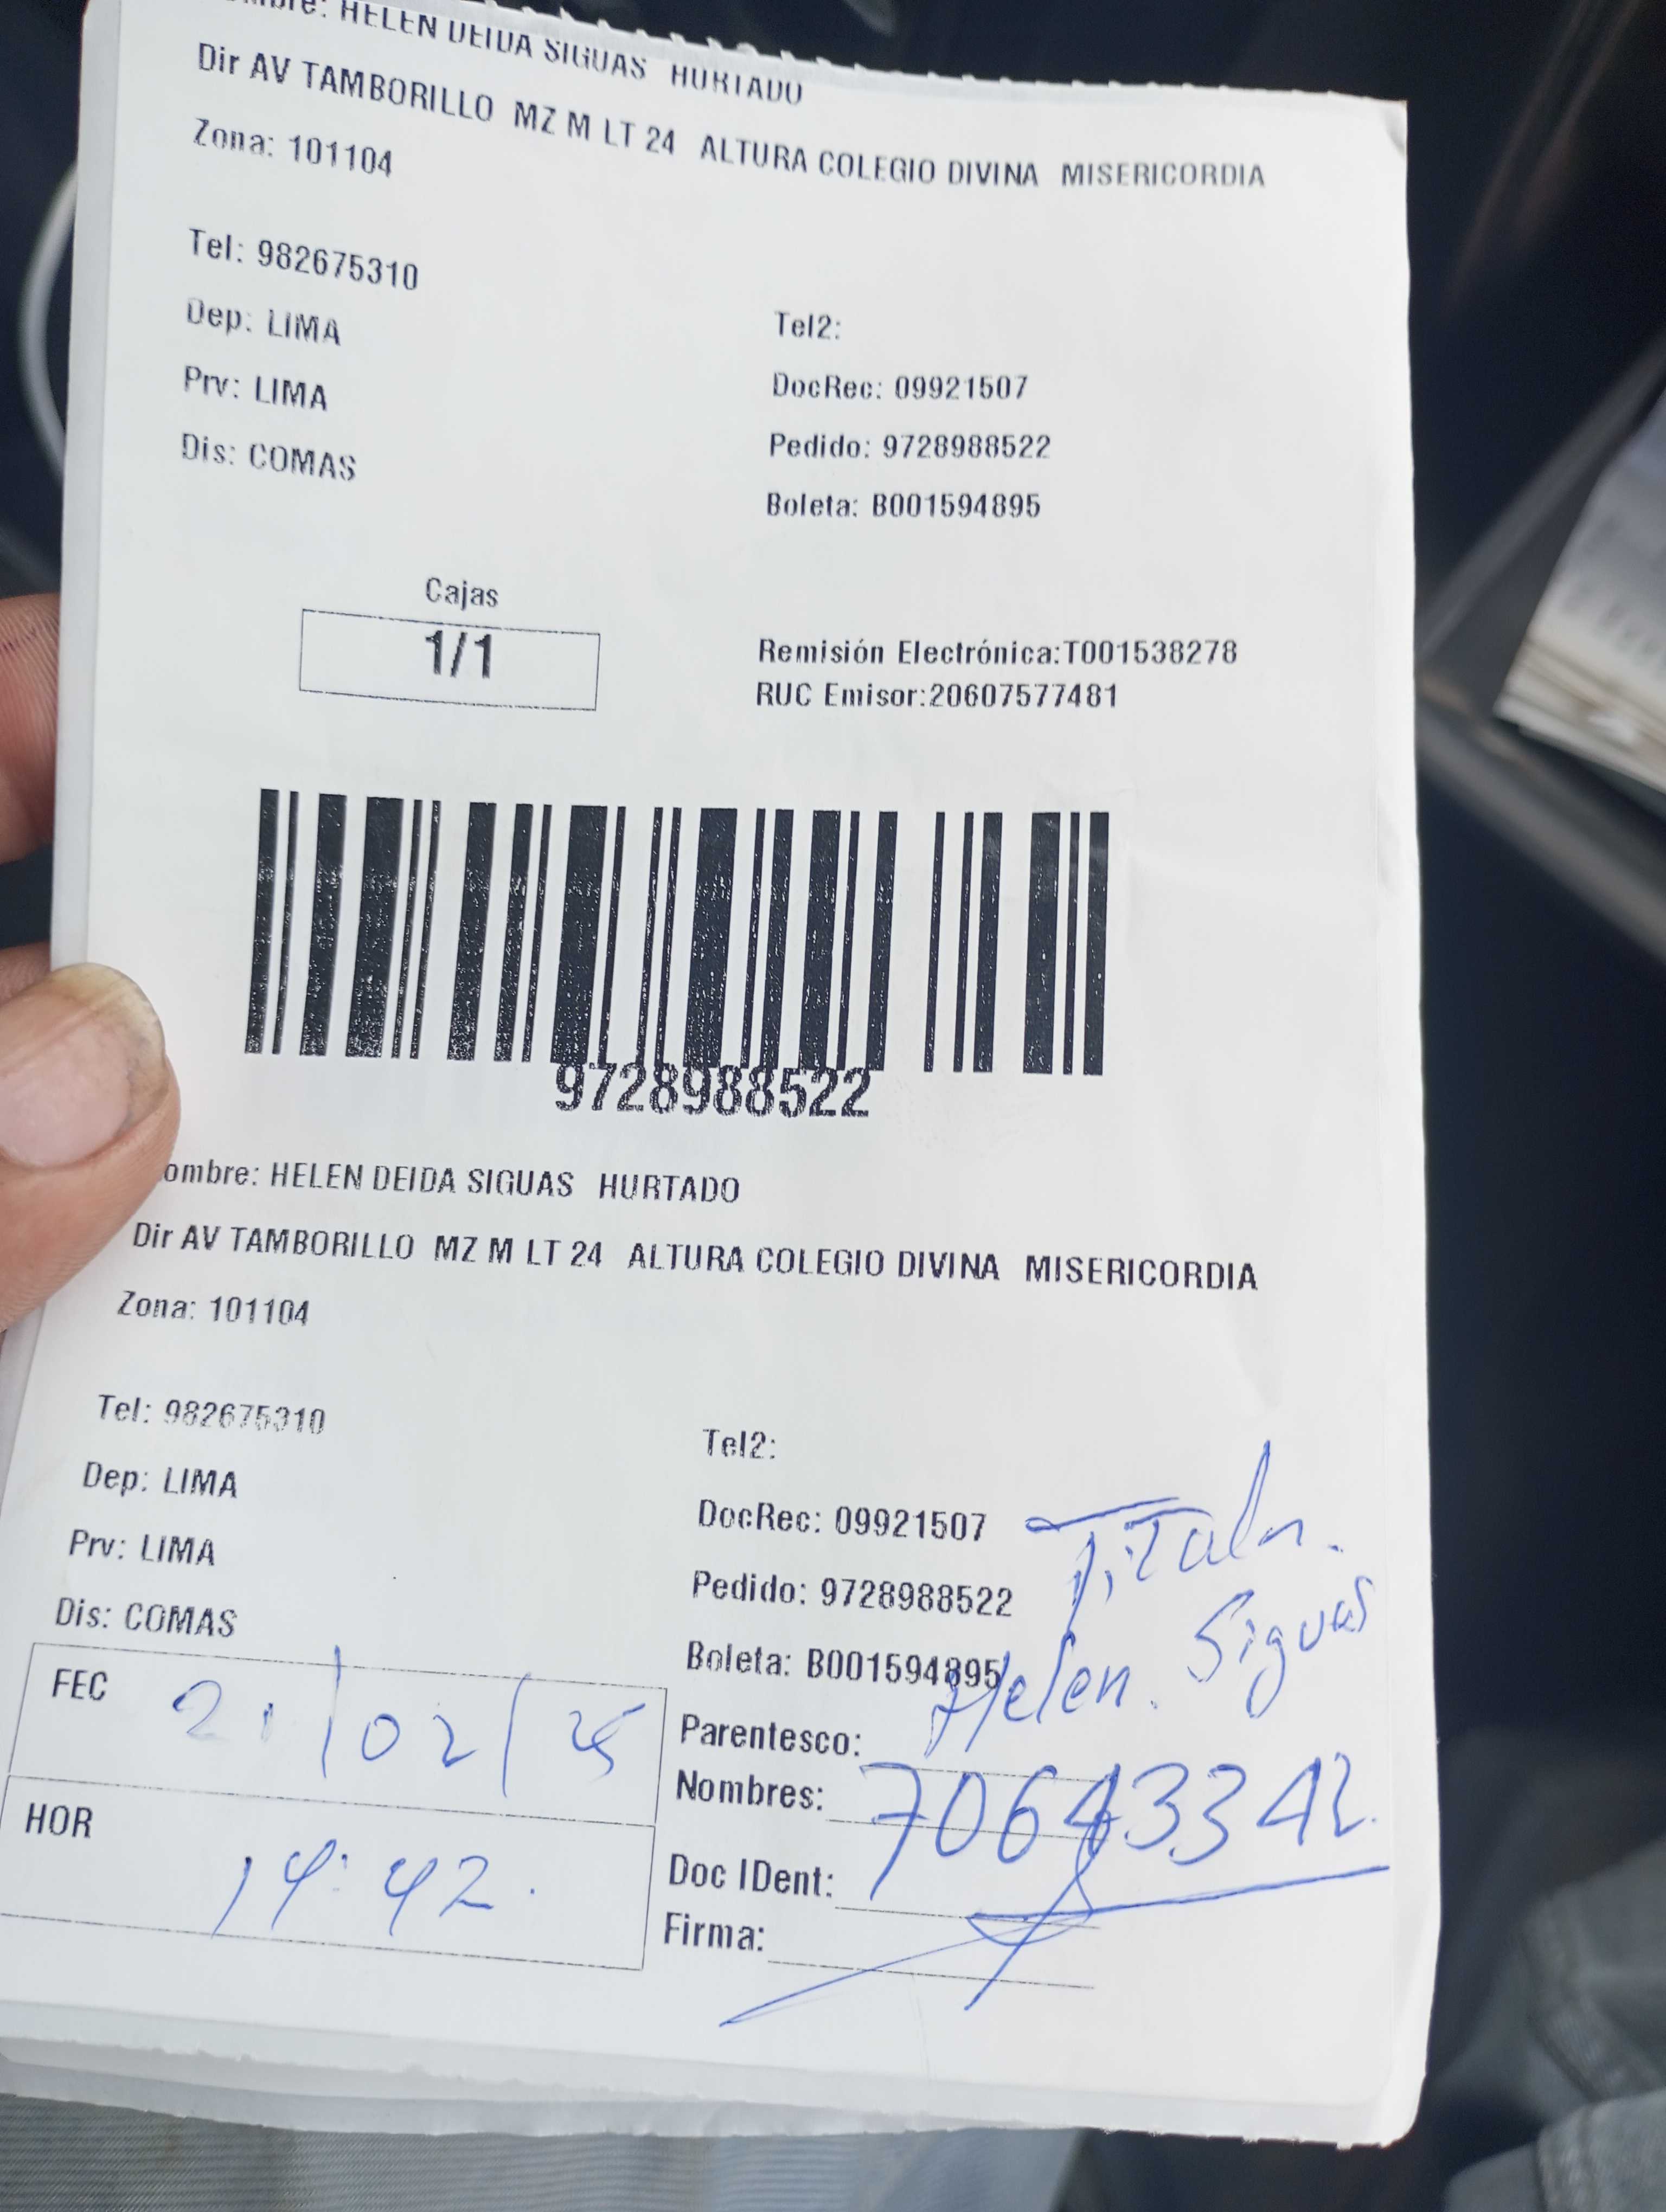 Nombre: HELEN DEIDA SIGUAS HURTADO
Dir AV TAMBORILLO MZ M LT 24 ALTURA COLEGIO DIVINA MISERICORDIA
Zona: 101104
Tel: 982675310
Tel2:
Dep: LIMA
DocRec: 09921507
Prv: LIMA
Pedido: 9728988522
Dis: COMAS
Boleta: B001594895
Cajas
1/1
Remisión Electrónica:T001538278
RUC Emisor:20607577481
9728988522
ombre: HELEN DEIDA SIGUAS HURTADO
Dir AV TAMBORILLO MZ M LT 24 ALTURA COLEGIO DIVINA MISERICORDIA
Zona: 101104
Tel: 982675310
Tel2:
Dep: LIMA
DocRec: 09921507
Titular.
Prv: LIMA
Pedido: 9728988522
Dis: COMAS
Boleta: B001594895
Helen. Siguas
FEC 21/02/25
Parentesco:
Nombres: 70643342
HOR 14:42.
Doc IDent:
Firma: